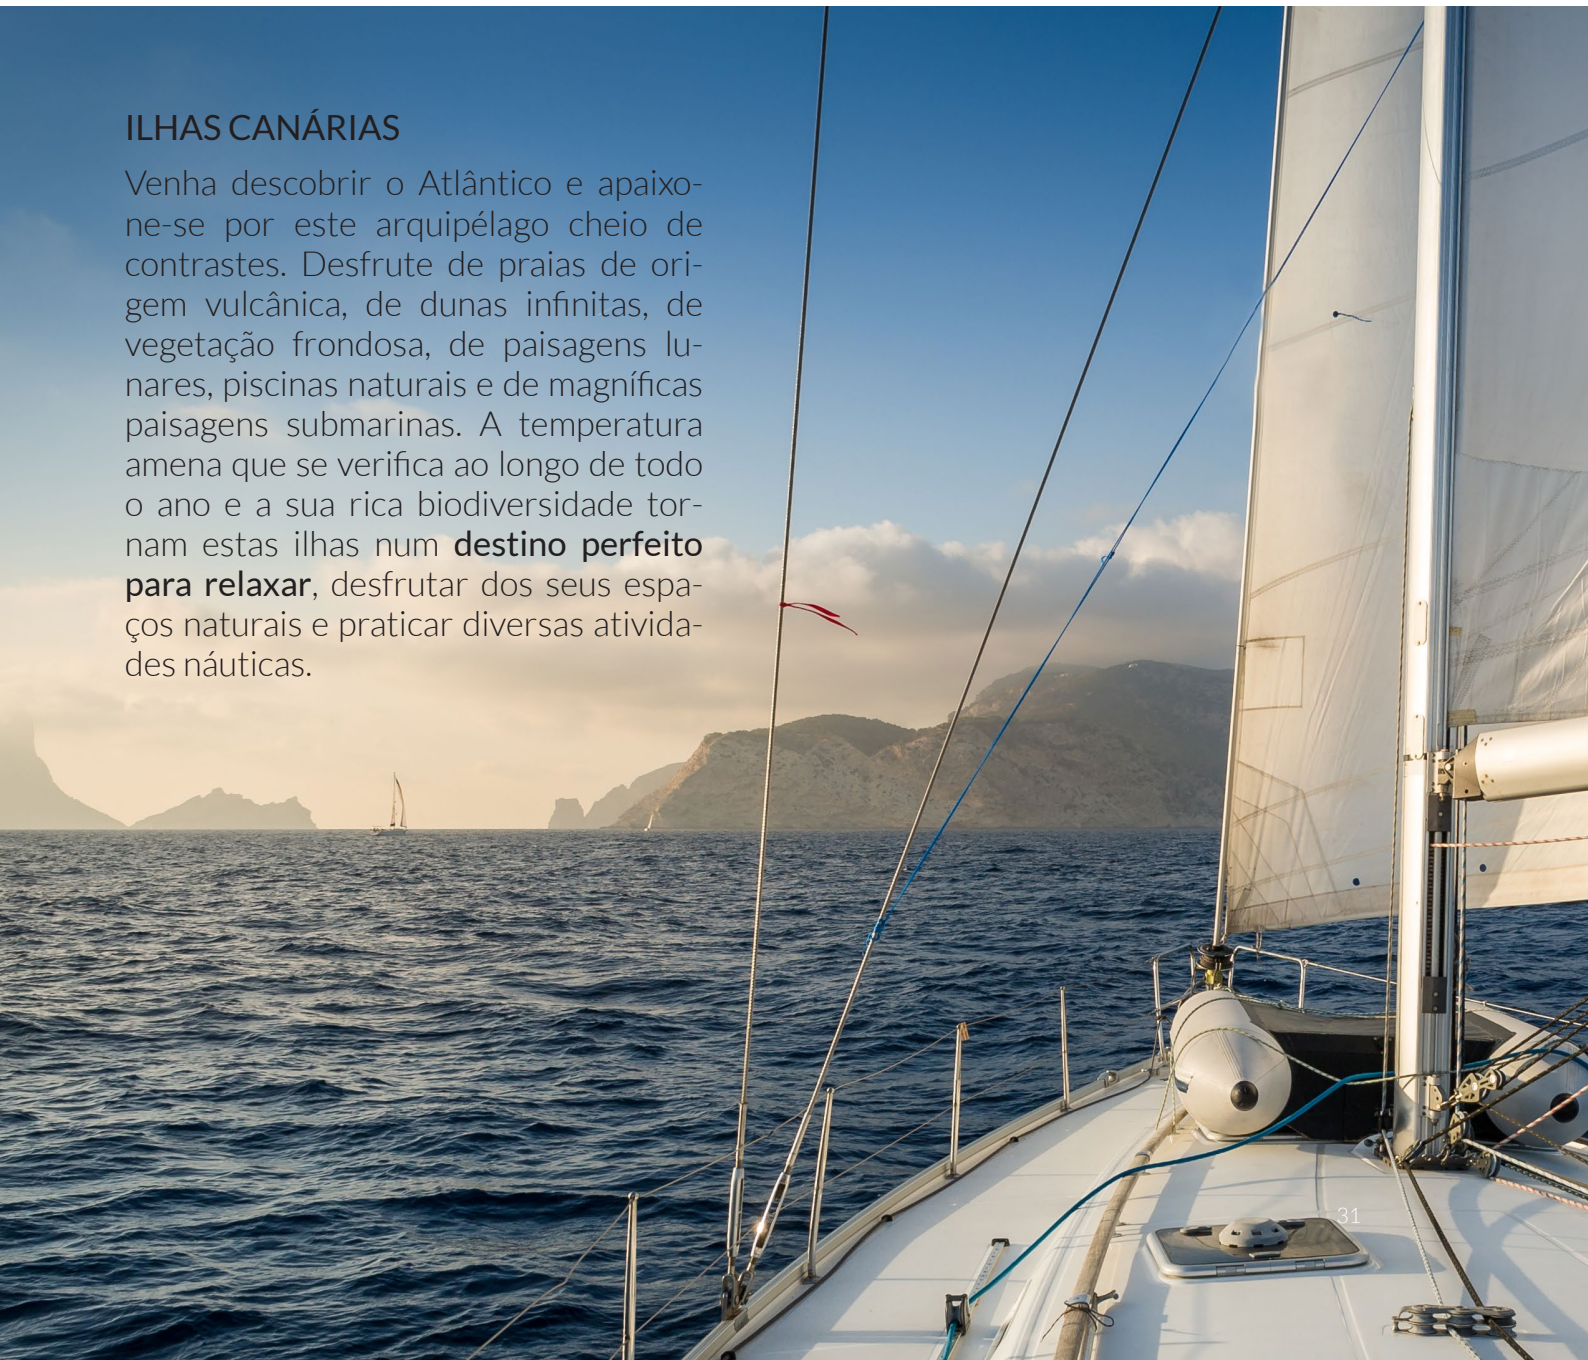 ILHAS CANÁRIAS
Venha descobrir o Atlântico e apaixo-
ne-se por este arquipélago cheio de
contrastes. Desfrute de praias de ori-
gem vulcânica, de dunas infinitas, de
vegetação frondosa, de paisagens lu-
nares, piscinas naturais e de magníficas
paisagens submarinas. A temperatura
amena que se verifica ao longo de todo
o ano e a sua rica biodiversidade tor-
nam estas ilhas num destino perfeito
para relaxar, desfrutar dos seus espa-
ços naturais e praticar diversas ativida-
des náuticas.
31